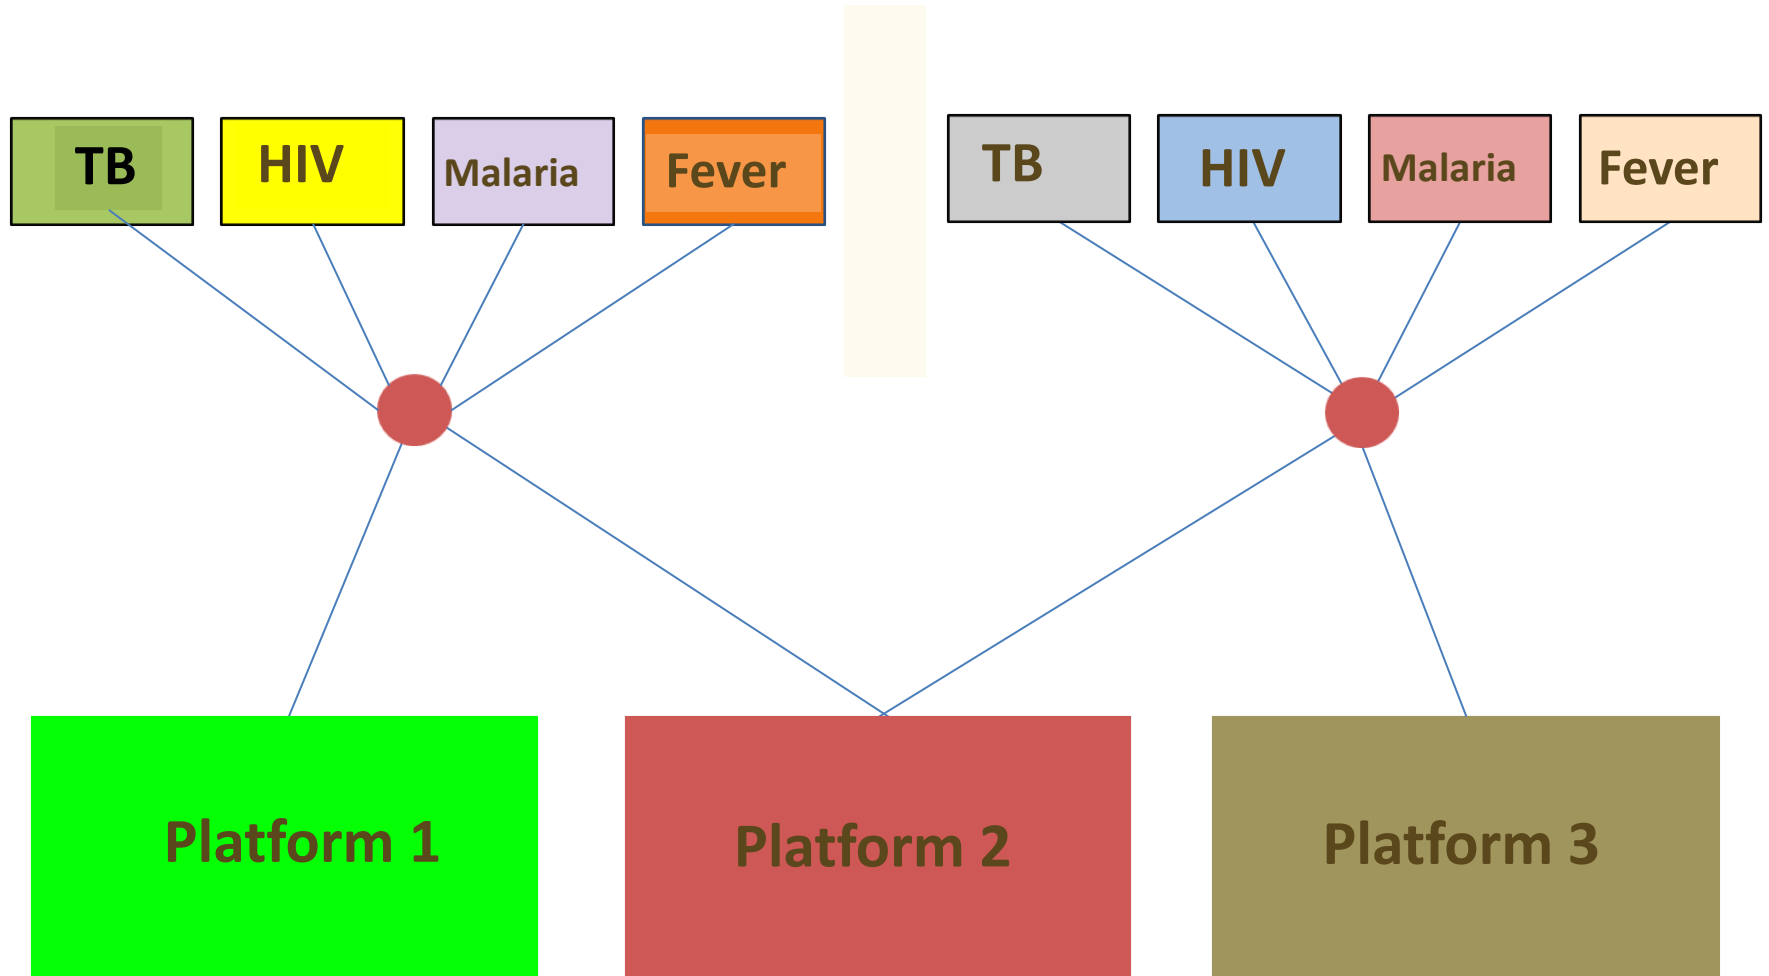 TB
HIV
Malaria
Fever
TB
HIV
Malaria
Fever
Platform 1
Platform 2
Platform 3